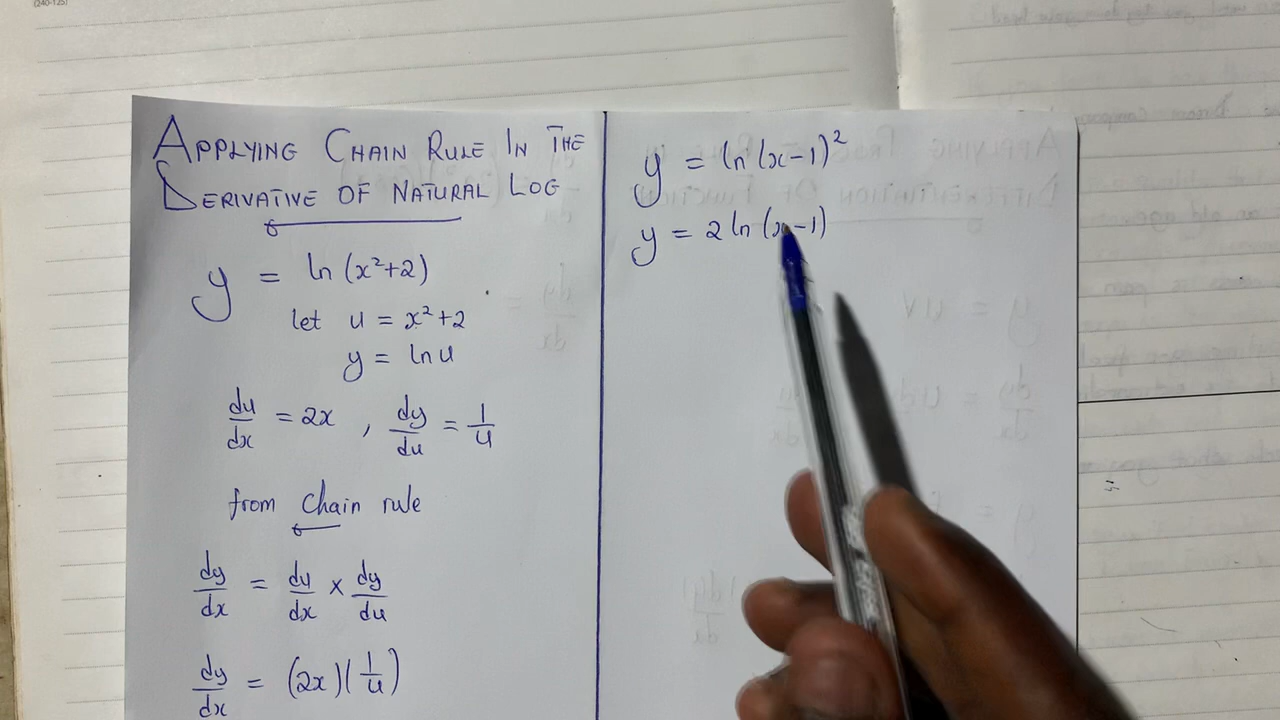 APPLYING CHAIN RULE IN THE
DERIVATIVE OF NATURAL LOG
y = ln(x²+2)
let u = x²+2
y = ln u
du/dx = 2x , dy/du = 1/u
from Chain rule
dy/dx = du/dx × dy/du
dy/dx = (2x)(1/u)
y = ln(x-1)²
y = 2ln(x-1)